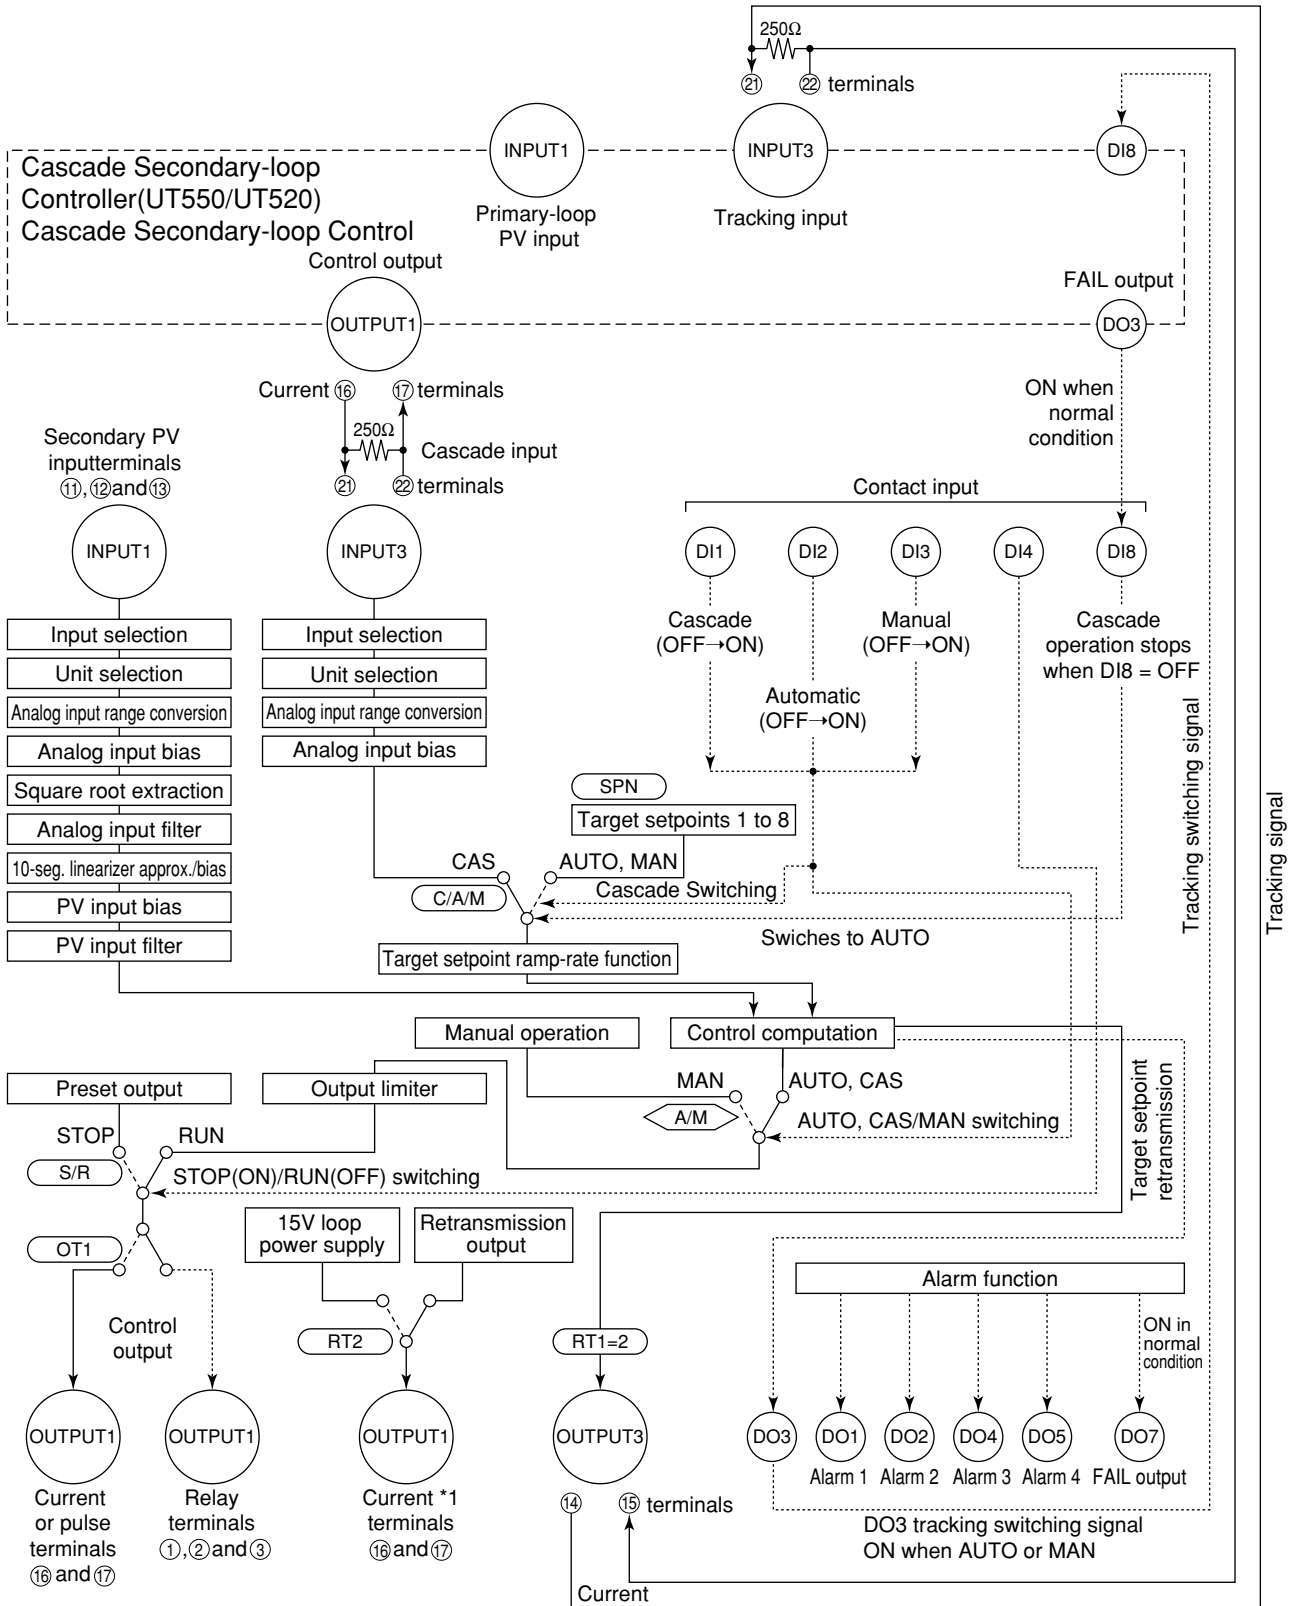 250Ω
21 22 terminals
INPUT1
INPUT3
DI8
Cascade Secondary-loop
Controller(UT550/UT520)
Cascade Secondary-loop Control
Primary-loop
PV input
Tracking input
Control output
OUTPUT1
FAIL output
DO3
Current 16 17 terminals
250Ω
Cascade input
21 22 terminals
ON when
normal
condition
Secondary PV
inputterminals
11, 12and13
Contact input
INPUT1
INPUT3
DI1
DI2
DI3
DI4
DI8
Cascade
(OFF→ON)
Manual
(OFF→ON)
Cascade
operation stops
when DI8 = OFF
Automatic
(OFF→ON)
Input selection
Unit selection
Analog input range conversion
Analog input bias
Square root extraction
Analog input filter
10-seg. linearizer approx./bias
PV input bias
PV input filter
Input selection
Unit selection
Analog input range conversion
Analog input bias
SPN
Target setpoints 1 to 8
CAS
AUTO, MAN
C/A/M
Cascade Switching
Swiches to AUTO
Target setpoint ramp-rate function
Tracking switching signal
Tracking signal
Manual operation
Control computation
Preset output
Output limiter
MAN
AUTO, CAS
A/M
AUTO, CAS/MAN switching
Target setpoint
retransmission
STOP
RUN
S/R
STOP(ON)/RUN(OFF) switching
OT1
15V loop
power supply
Retransmission
output
Control
output
RT2
RT1=2
Alarm function
ON in
normal
condition
OUTPUT1
OUTPUT1
OUTPUT1
OUTPUT3
DO3
DO1
DO2
DO4
DO5
DO7
Alarm 1
Alarm 2
Alarm 3
Alarm 4
FAIL output
Current
or pulse
terminals
16 and 17
Relay
terminals
1, 2 and 3
Current *1
terminals
16 and 17
14 15 terminals
DO3 tracking switching signal
ON when AUTO or MAN
Current